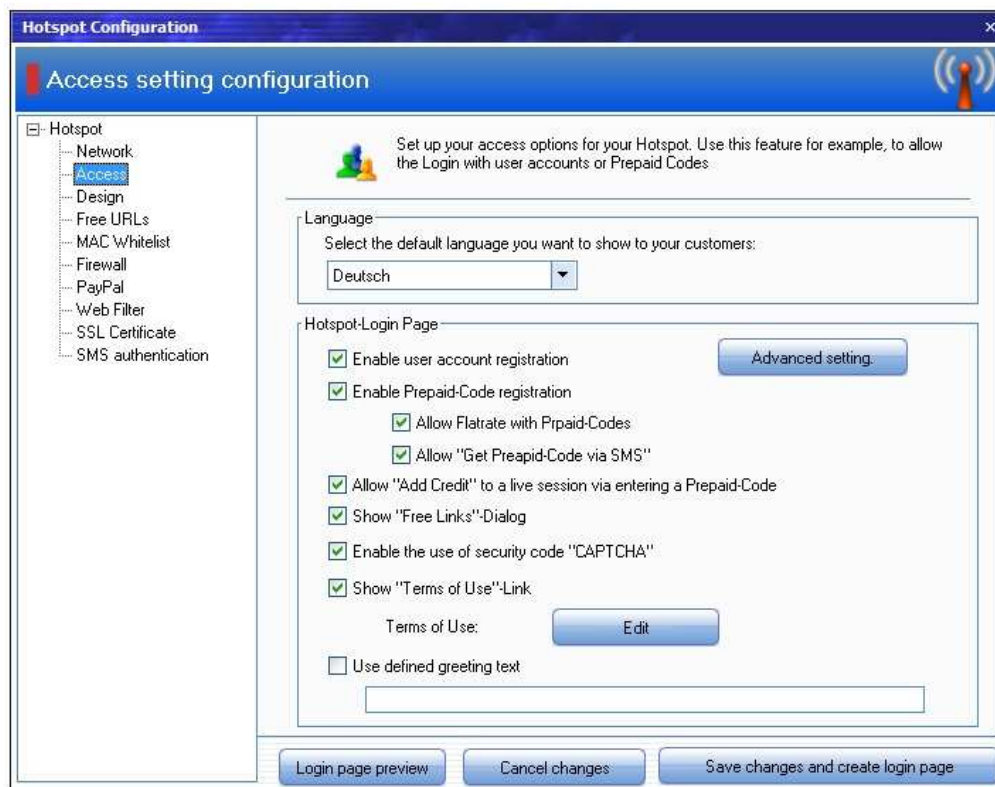 Hotspot Configuration
Access setting configuration
Hotspot
Network
Access
Design
Free URLs
MAC Whitelist
Firewall
PayPal
Web Filter
SSL Certificate
SMS authentication
Set up your access options for your Hotspot. Use this feature for example, to allow
the Login with user accounts or Prepaid Codes
Language
Select the default language you want to show to your customers:
Deutsch
Hotspot-Login Page
Enable user account registration
Advanced setting.
Enable Prepaid-Code registration
Allow Flatrate with Prpaid-Codes
Allow "Get Preapid-Code via SMS"
Allow "Add Credit" to a live session via entering a Prepaid-Code
Show "Free Links"-Dialog
Enable the use of security code "CAPTCHA"
Show "Terms of Use"-Link
Terms of Use:
Edit
Use defined greeting text
Login page preview
Cancel changes
Save changes and create login page